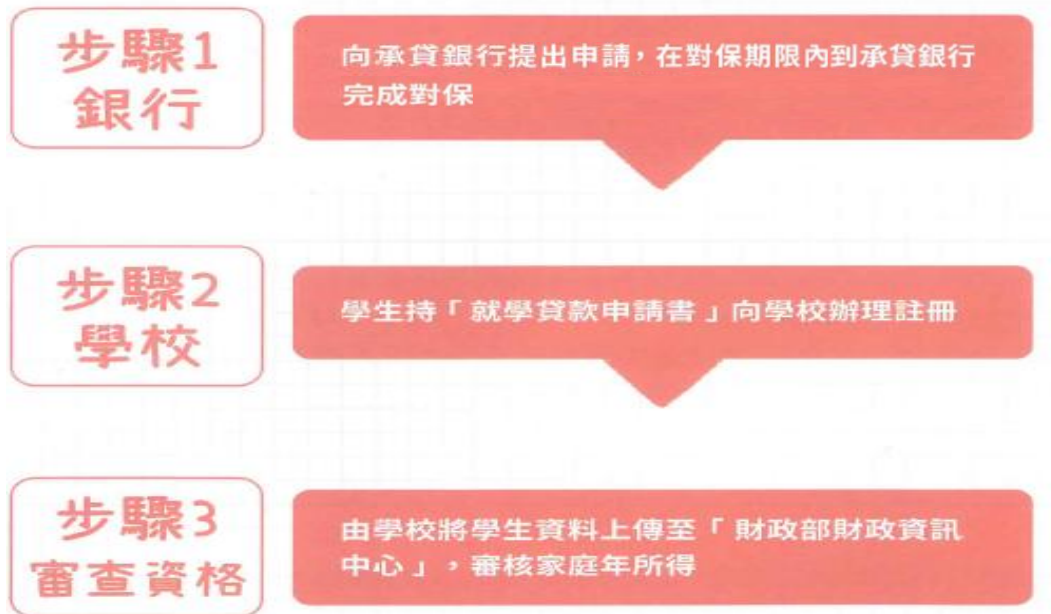 步驟1
銀行
向承貸銀行提出申請，在對保期限內到承貸銀行
完成對保
步驟2
學校
學生持「就學貸款申請書」向學校辦理註冊
步驟3
審查資格
由學校將學生資料上傳至「財政部財政資訊
中心」，審核家庭年所得